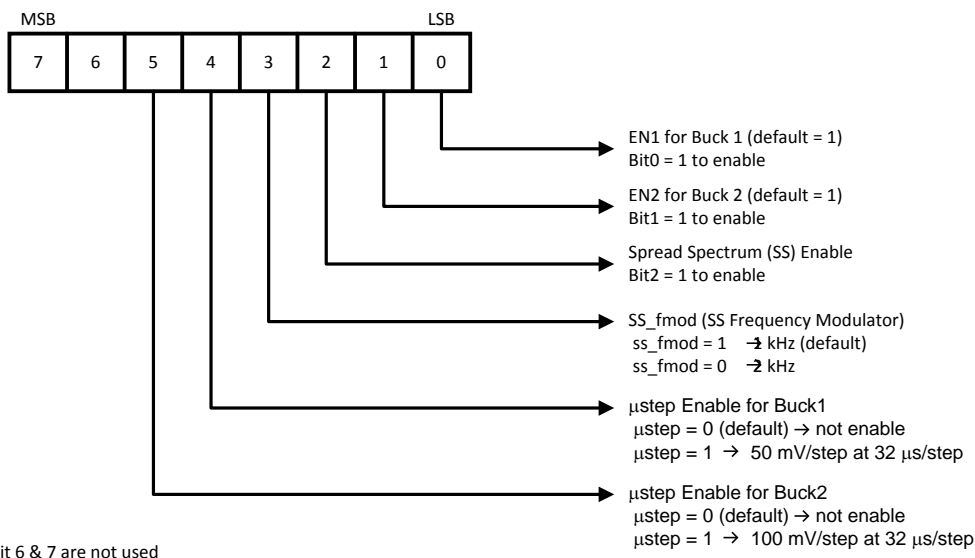 MSB LSB
7 6 5 4 3 2 1 0
EN1 for Buck 1 (default = 1)
Bit0 = 1 to enable
EN2 for Buck 2 (default = 1)
Bit1 = 1 to enable
Spread Spectrum (SS) Enable
Bit2 = 1 to enable
SS_fmod (SS Frequency Modulator)
ss_fmod = 1 → 1 kHz (default)
ss_fmod = 0 → 2 kHz
μstep Enable for Buck1
μstep = 0 (default) → not enable
μstep = 1 → 50 mV/step at 32 μs/step
μstep Enable for Buck2
μstep = 0 (default) → not enable
μstep = 1 → 100 mV/step at 32 μs/step
it 6 & 7 are not used